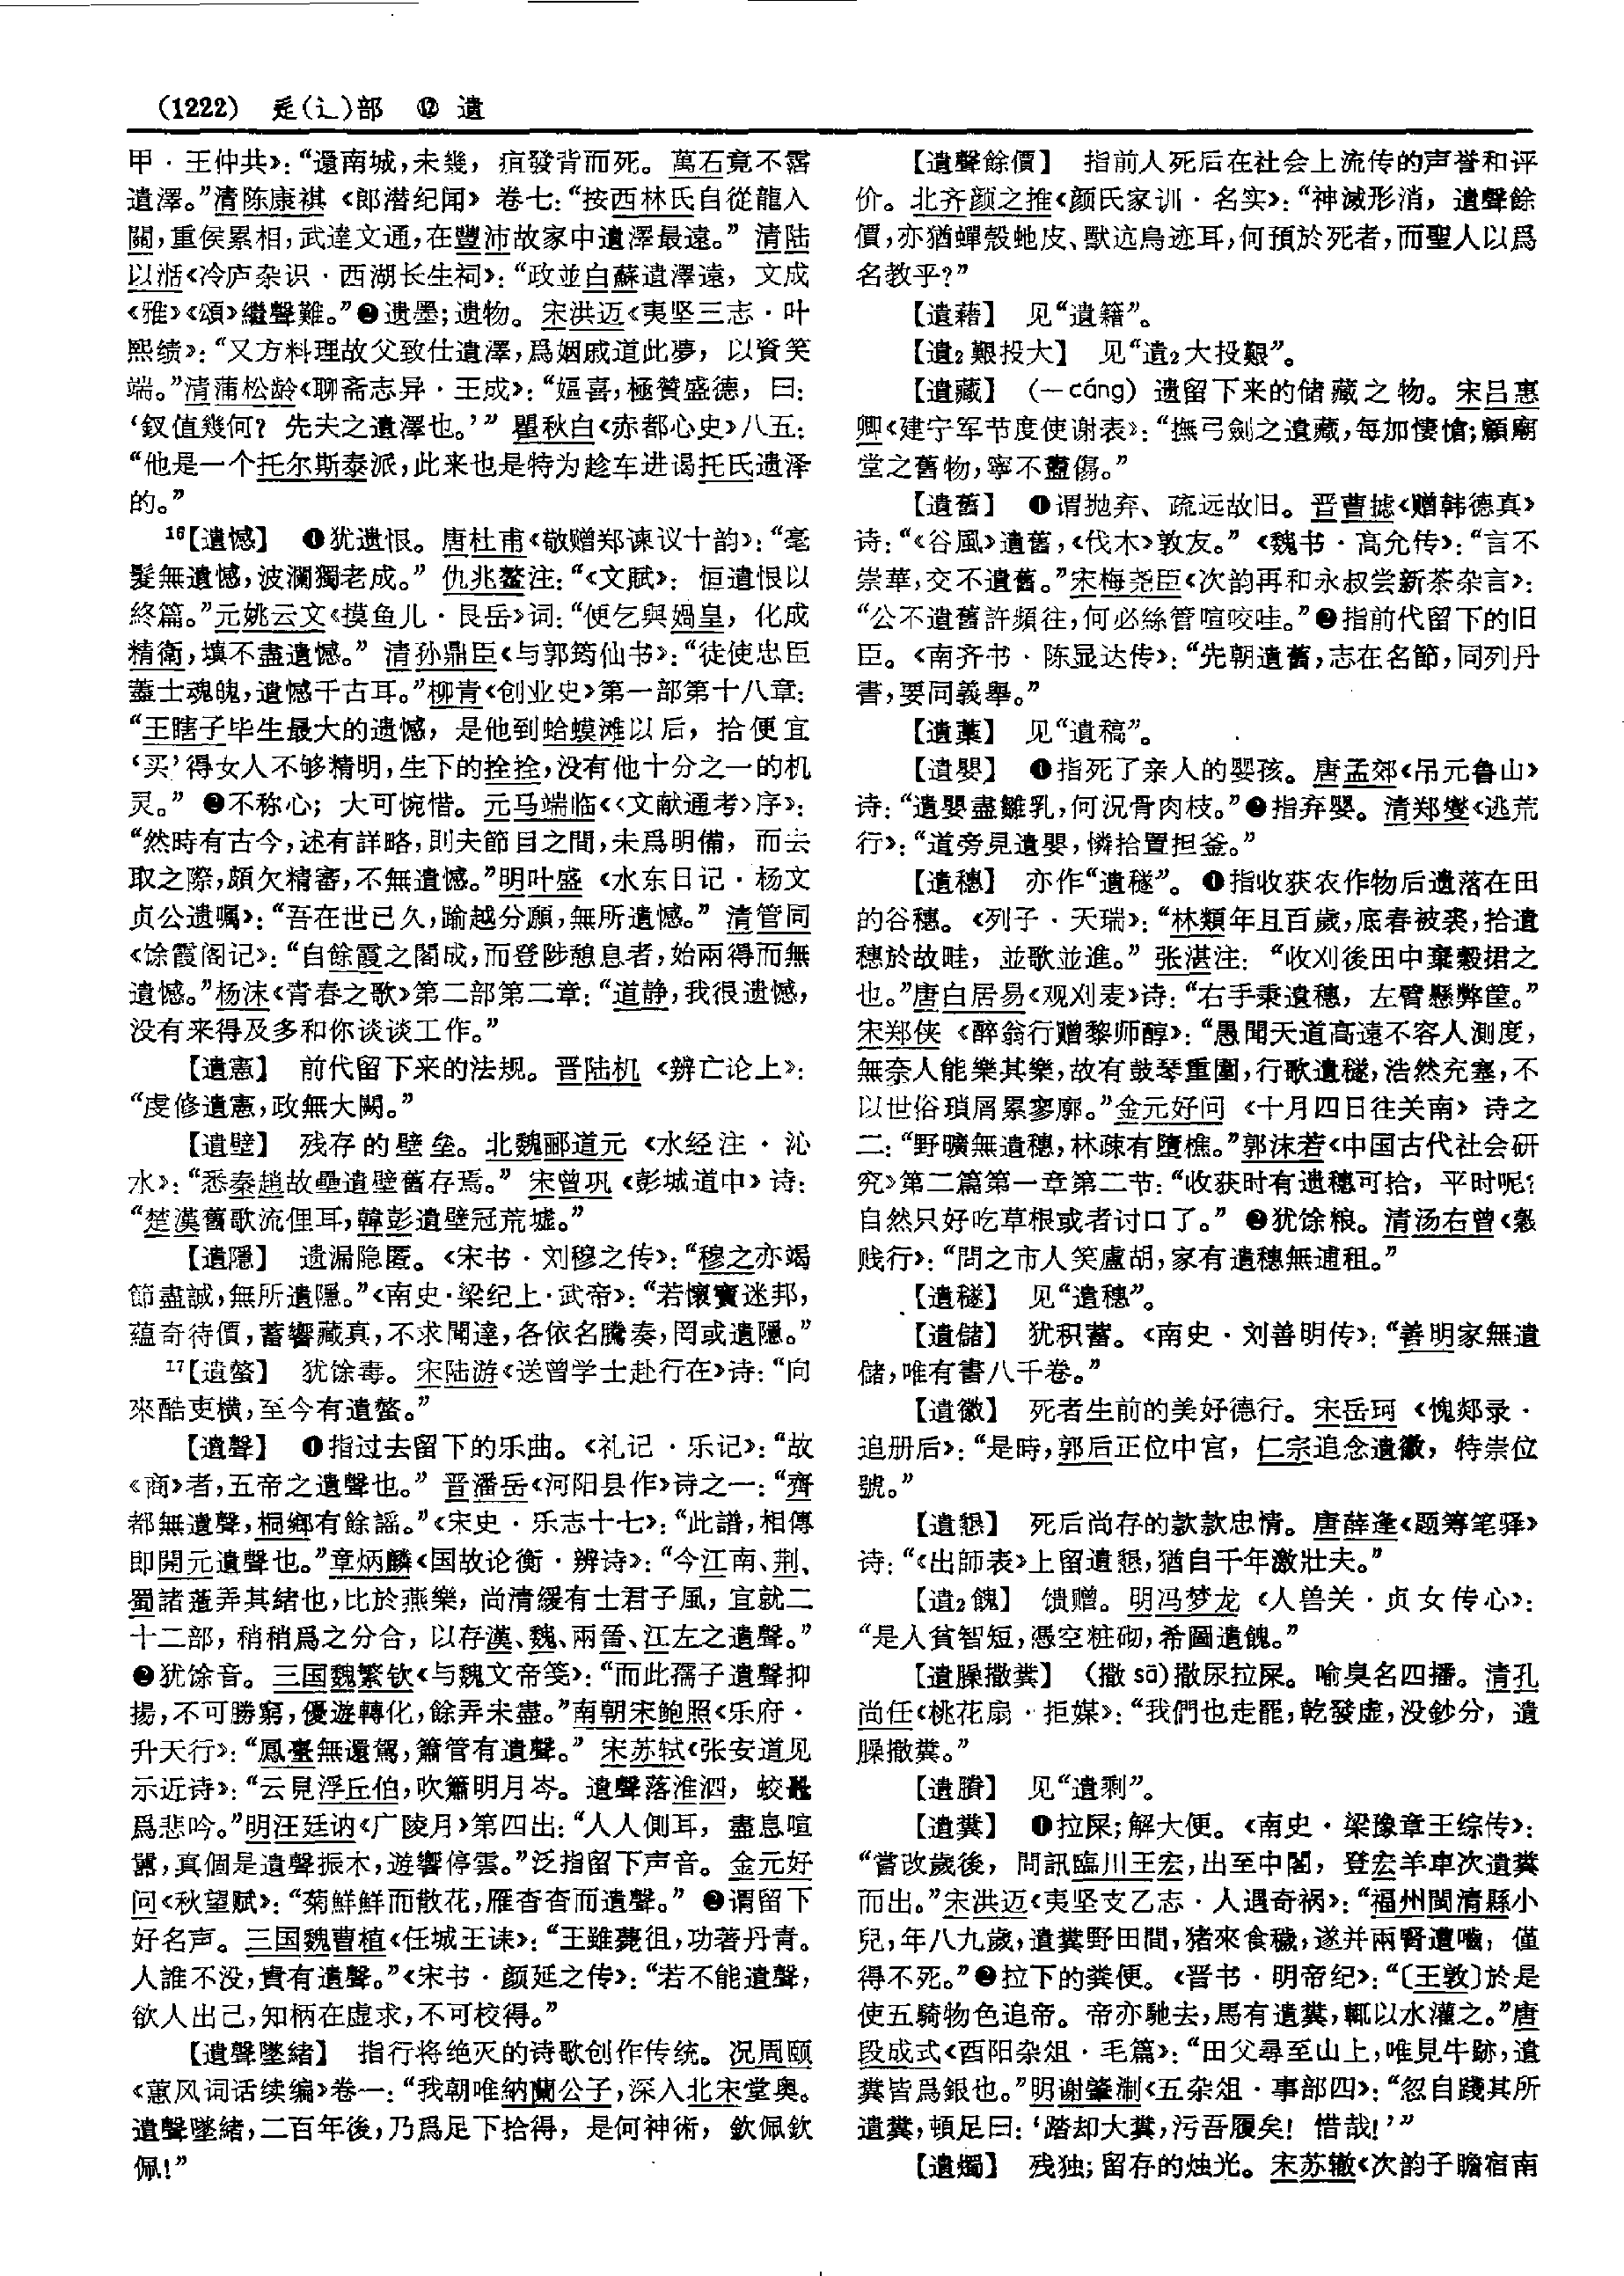 (1222) 辵(辶)部 ⑫ 遺
甲·王仲共》：“還南城，未幾，疽發背而死。萬石竟不霑
遺澤。”清陈康祺《郎潜纪闻》卷七：“按西林氏自從龍入
關，重侯累相，武達文通，在豐沛故家中遺澤最遠。”清陆
以湉《冷庐杂识·西湖长生祠》：“政並白蘇遺澤遠，文成
《雅》《頌》繼聲難。”❷遗墨；遗物。宋洪迈《夷坚三志·叶
熙绩》：“又方料理故父致仕遺澤，爲姻戚道此夢，以資笑
端。”清蒲松龄《聊斋志异·王成》：“嫗喜，極贊盛德，曰：
‘釵值幾何？先夫之遺澤也。’”瞿秋白《赤都心史》八五：
“他是一个托尔斯泰派，此来也是特为趁车进谒托氏遗泽
的。”
16【遺憾】 ❶犹遗恨。唐杜甫《敬赠郑谏议十韵》：“毫
髮無遺憾，波瀾獨老成。”仇兆鳌注：“《文賦》：恒遺恨以
終篇。”元姚云文《摸鱼儿·艮岳》词：“便乞與媧皇，化成
精衛，填不盡遺憾。”清孙鼎臣《与郭筠仙书》：“徒使忠臣
藎士魂魄，遺憾千古耳。”柳青《创业史》第一部第十八章：
“王瞎子毕生最大的遗憾，是他到蛤蟆滩以后，拾便宜
‘买’得女人不够精明，生下的拴拴，没有他十分之一的机
灵。”❷不称心；大可惋惜。元马端临《〈文献通考〉序》：
“然時有古今，述有詳略，則夫節目之間，未爲明備，而去
取之際，頗欠精審，不無遺憾。”明叶盛《水东日记·杨文
贞公遗嘱》：“吾在世已久，踰越分願，無所遺憾。”清管同
《馀霞阁记》：“自餘霞之閣成，而登陟憩息者，始兩得而無
遺憾。”杨沫《青春之歌》第二部第二章：“道静，我很遗憾，
没有来得及多和你谈谈工作。”
【遺憲】 前代留下来的法规。晋陆机《辨亡论上》：
“虔修遺憲，政無大闕。”
【遺壁】 残存的壁垒。北魏郦道元《水经注·沁
水》：“悉秦趙故壘遺壁舊存焉。”宋曾巩《彭城道中》诗：
“楚漢舊歌流俚耳，韓彭遺壁冠荒墟。”
【遺隱】 遗漏隐匿。《宋书·刘穆之传》：“穆之亦竭
節盡誠，無所遺隱。”《南史·梁纪上·武帝》：“若懷寶迷邦，
蕴奇待價，蓄響藏真，不求聞達，各依名騰奏，罔或遺隱。”
17【遺螫】 犹馀毒。宋陆游《送曾学士赴行在》诗：“向
來酷吏横，至今有遺螫。”
【遺聲】 ❶指过去留下的乐曲。《礼记·乐记》：“故
《商》者，五帝之遺聲也。”晋潘岳《河阳县作》诗之一：“齊
都無遺聲，桐鄉有餘謡。”《宋史·乐志十七》：“此譜，相傳
即開元遺聲也。”章炳麟《国故论衡·辨诗》：“今江南、荆、
蜀諸蘧弄其緒也，比於燕樂，尚清緩有士君子風，宜就二
十二部，稍稍爲之分合，以存漢、魏、兩晉、江左之遺聲。”
❷犹馀音。三国魏繁钦《与魏文帝笺》：“而此孺子遺聲抑
揚，不可勝窮，優遊轉化，餘弄未盡。”南朝宋鲍照《乐府·
升天行》：“鳳臺無還駕，簫管有遺聲。”宋苏轼《张安道见
示近诗》：“云見浮丘伯，吹簫明月岑。遺聲落淮泗，蛟鼉
爲悲吟。”明汪廷讷《广陵月》第四出：“人人側耳，盡息喧
囂，真個是遺聲振木，遊響停雲。”泛指留下声音。金元好
问《秋望赋》：“菊鮮鮮而散花，雁杳杳而遺聲。”❷谓留下
好名声。三国魏曹植《任城王诔》：“王雖薨徂，功著丹青。
人誰不没，貴有遺聲。”《宋书·颜延之传》：“若不能遺聲，
欲人出己，知柄在虚求，不可校得。”
【遺聲墜緒】 指行将绝灭的诗歌创作传统。况周颐
《蕙风词话续编》卷一：“我朝唯納蘭公子，深入北宋堂奥。
遺聲墜緒，二百年後，乃爲足下拾得，是何神術，欽佩欽
佩！”
【遺聲餘價】 指前人死后在社会上流传的声誉和评
价。北齐颜之推《颜氏家训·名实》：“神滅形消，遺聲餘
價，亦猶蟬殼虵皮、獸迒鳥迹耳，何預於死者，而聖人以爲
名教乎？”
【遺藉】 见“遺籍”。
【遺₂艱投大】 见“遺₂大投艱”。
【遺藏】 （－cáng）遗留下来的储藏之物。宋吕惠
卿《建宁军节度使谢表》：“撫弓劍之遺藏，每加悽愴；顧廟
堂之舊物，寧不衋傷。”
【遺舊】 ❶谓抛弃、疏远故旧。晋曹摅《赠韩德真》
诗：“《谷風》遺舊，《伐木》敦友。”《魏书·高允传》：“言不
崇華，交不遺舊。”宋梅尧臣《次韵再和永叔尝新茶杂言》：
“公不遺舊許頻往，何必絲管喧咬哇。”❷指前代留下的旧
臣。《南齐书·陈显达传》：“先朝遺舊，志在名節，同列丹
書，要同義舉。”
【遺藁】 见“遺稿”。
【遺嬰】 ❶指死了亲人的婴孩。唐孟郊《吊元鲁山》
诗：“遺嬰盡雛乳，何況骨肉枝。”❷指弃婴。清郑燮《逃荒
行》：“道旁見遺嬰，憐拾置担釜。”
【遺穗】 亦作“遺穟”。❶指收获农作物后遗落在田
的谷穗。《列子·天瑞》：“林類年且百歲，底春被裘，拾遺
穗於故畦，並歌並進。”张湛注：“收刈後田中棄穀捃之
也。”唐白居易《观刈麦》诗：“右手秉遺穗，左臂懸弊筐。”
宋郑侠《醉翁行赠黎师醇》：“愚聞天道高遠不容人測度，
無奈人能樂其樂，故有鼓琴重圍，行歌遺穟，浩然充塞，不
以世俗瑣屑累寥廓。”金元好问《十月四日往关南》诗之
二：“野曠無遺穗，林疎有墮樵。”郭沫若《中国古代社会研
究》第二篇第一章第二节：“收获时有遗穗可拾，平时呢？
自然只好吃草根或者讨口了。”❷犹馀粮。清汤右曾《穀
贱行》：“問之市人笑盧胡，家有遺穗無逋租。”
【遺穟】 见“遺穗”。
【遺儲】 犹积蓄。《南史·刘善明传》：“善明家無遺
儲，唯有書八千卷。”
【遺徽】 死者生前的美好德行。宋岳珂《愧郯录·
追册后》：“是時，郭后正位中宫，仁宗追念遺徽，特崇位
號。”
【遺懇】 死后尚存的款款忠情。唐薛逢《题筹笔驿》
诗：“《出師表》上留遺懇，猶自千年激壯夫。”
【遺₂餽】 馈赠。明冯梦龙《人兽关·贞女传心》：
“是人貧智短，憑空粧砌，希圖遺餽。”
【遺臊撒糞】 （撒 sā）撒尿拉屎。喻臭名四播。清孔
尚任《桃花扇·拒媒》：“我們也走罷，乾發虚，没鈔分，遺
臊撒糞。”
【遺賸】 见“遺剩”。
【遺糞】 ❶拉屎；解大便。《南史·梁豫章王综传》：
“嘗改歲後，問訊臨川王宏，出至中閣，登宏羊車次遺糞
而出。”宋洪迈《夷坚支乙志·人遇奇祸》：“福州閩清縣小
兒，年八九歲，遺糞野田間，猪來食穢，遂并兩腎遭噉，僅
得不死。”❷拉下的粪便。《晋书·明帝纪》：“〔王敦〕於是
使五騎物色追帝。帝亦馳去，馬有遺糞，輒以水灌之。”唐
段成式《酉阳杂俎·毛篇》：“田父尋至山上，唯見牛跡，遺
糞皆爲銀也。”明谢肇淛《五杂俎·事部四》：“忽自踐其所
遺糞，頓足曰：‘踏却大糞，污吾履矣！惜哉！’”
【遺燭】 残独；留存的烛光。宋苏辙《次韵子瞻宿南